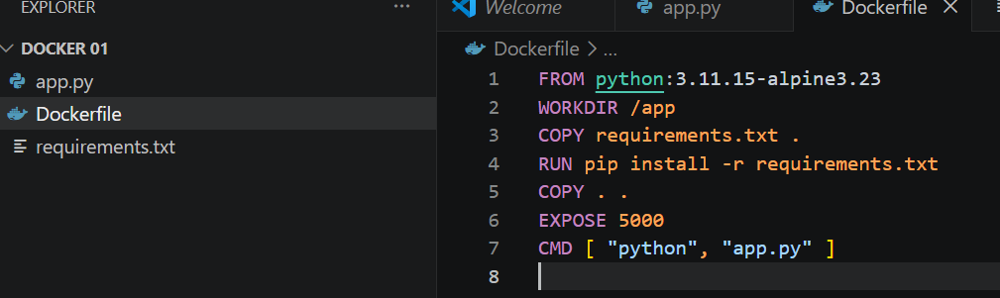 EXPLORER ...
DOCKER 01
app.py
Dockerfile
requirements.txt
Welcome app.py Dockerfile
Dockerfile > ...
1 FROM python:3.11.15-alpine3.23
2 WORKDIR /app
3 COPY requirements.txt .
4 RUN pip install -r requirements.txt
5 COPY . .
6 EXPOSE 5000
7 CMD [ "python", "app.py" ]
8